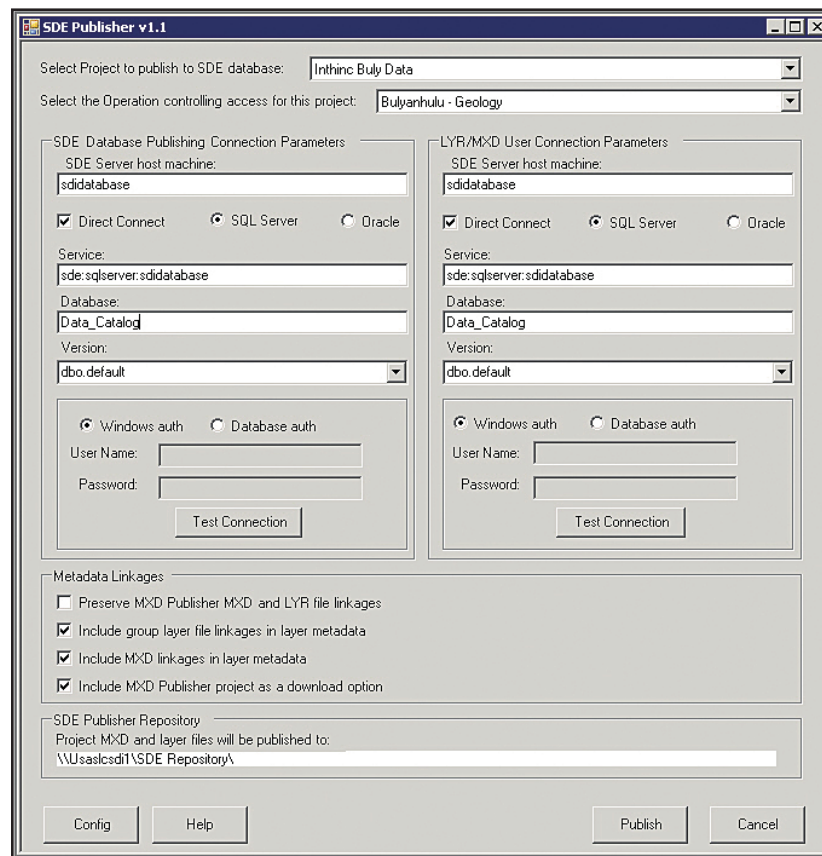 SDE Publisher v1.1
Select Project to publish to SDE database: Inthinc Buly Data
Select the Operation controlling access for this project: Bulyanhulu - Geology
SDE Database Publishing Connection Parameters
SDE Server host machine:
sdidatabase
Direct Connect SQL Server Oracle
Service:
sde:sqlserver:sdidatabase
Database:
Data_Catalog
Version:
dbo.default
Windows auth Database auth
User Name:
Password:
Test Connection
LYR/MXD User Connection Parameters
SDE Server host machine:
sdidatabase
Direct Connect SQL Server Oracle
Service:
sde:sqlserver:sdidatabase
Database:
Data_Catalog
Version:
dbo.default
Windows auth Database auth
User Name:
Password:
Test Connection
Metadata Linkages
Preserve MXD Publisher MXD and LYR file linkages
Include group layer file linkages in layer metadata
Include MXD linkages in layer metadata
Include MXD Publisher project as a download option
SDE Publisher Repository
Project MXD and layer files will be published to:
\\Usaslcsdi1\SDE Repository\
Config Help Publish Cancel